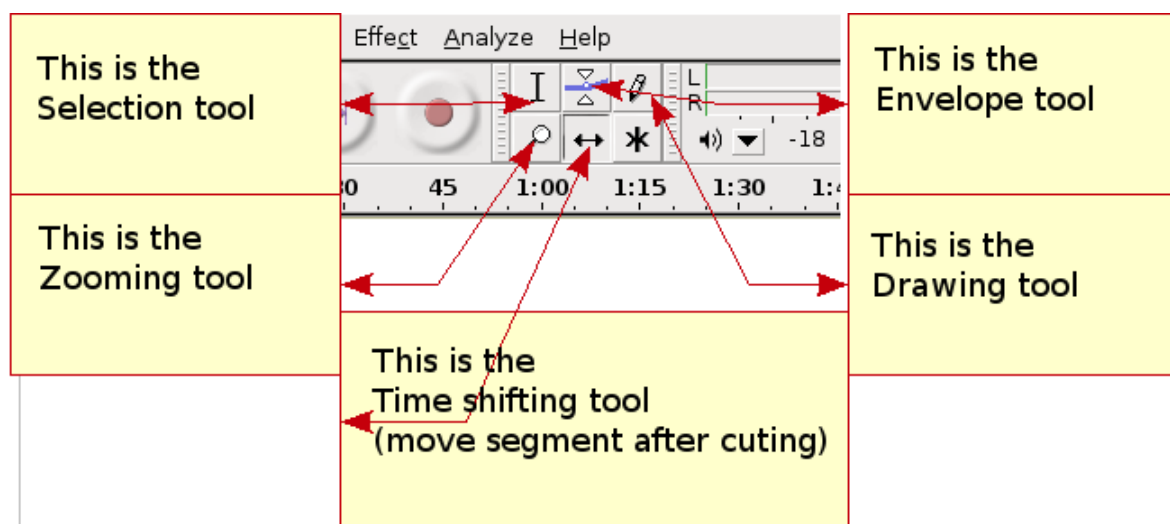 This is the
Selection tool
Effect Analyze Help
This is the
Envelope tool
L
R
-18
45 1:00 1:15 1:30
This is the
Zooming tool
This is the
Drawing tool
This is the
Time shifting tool
(move segment after cuting)